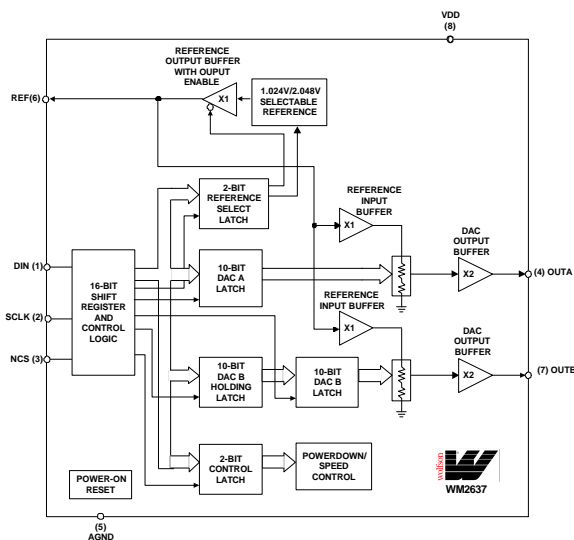 VDD
(8)
REFERENCE
OUTPUT BUFFER
WITH OUPUT
ENABLE
X1
1.024V/2.048V
SELECTABLE
REFERENCE
REF(6)
2-BIT
REFERENCE
SELECT
LATCH
REFERENCE
INPUT
BUFFER
X1
DAC
OUTPUT
BUFFER
X2
DIN (1)
(4) OUTA
16-BIT
SHIFT
REGISTER
AND
CONTROL
LOGIC
10-BIT
DAC A
LATCH
REFERENCE
INPUT BUFFER
X1
SCLK (2)
NCS (3)
DAC
OUTPUT
BUFFER
X2
(7) OUTB
10-BIT
DAC B
HOLDING
LATCH
10-BIT
DAC B
LATCH
2-BIT
CONTROL
LATCH
POWERDOWN/
SPEED
CONTROL
POWER-ON
RESET
wolfson
WM2637
(5)
AGND